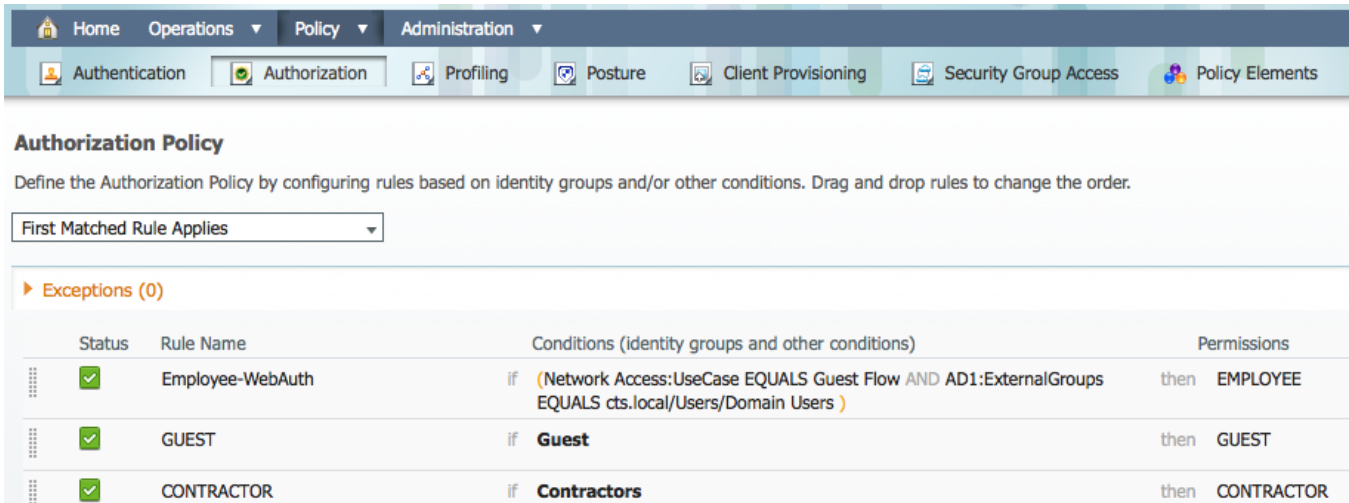 Home Operations ▼ Policy ▼ Administration ▼
Authentication Authorization Profiling Posture Client Provisioning Security Group Access Policy Elements
Authorization Policy
Define the Authorization Policy by configuring rules based on identity groups and/or other conditions. Drag and drop rules to change the order.
First Matched Rule Applies
Exceptions (0)
Status Rule Name Conditions (identity groups and other conditions) Permissions
Employee-WebAuth if (Network Access:UseCase EQUALS Guest Flow AND AD1:ExternalGroups then EMPLOYEE
EQUALS cts.local/Users/Domain Users )
GUEST if Guest then GUEST
CONTRACTOR if Contractors then CONTRACTOR